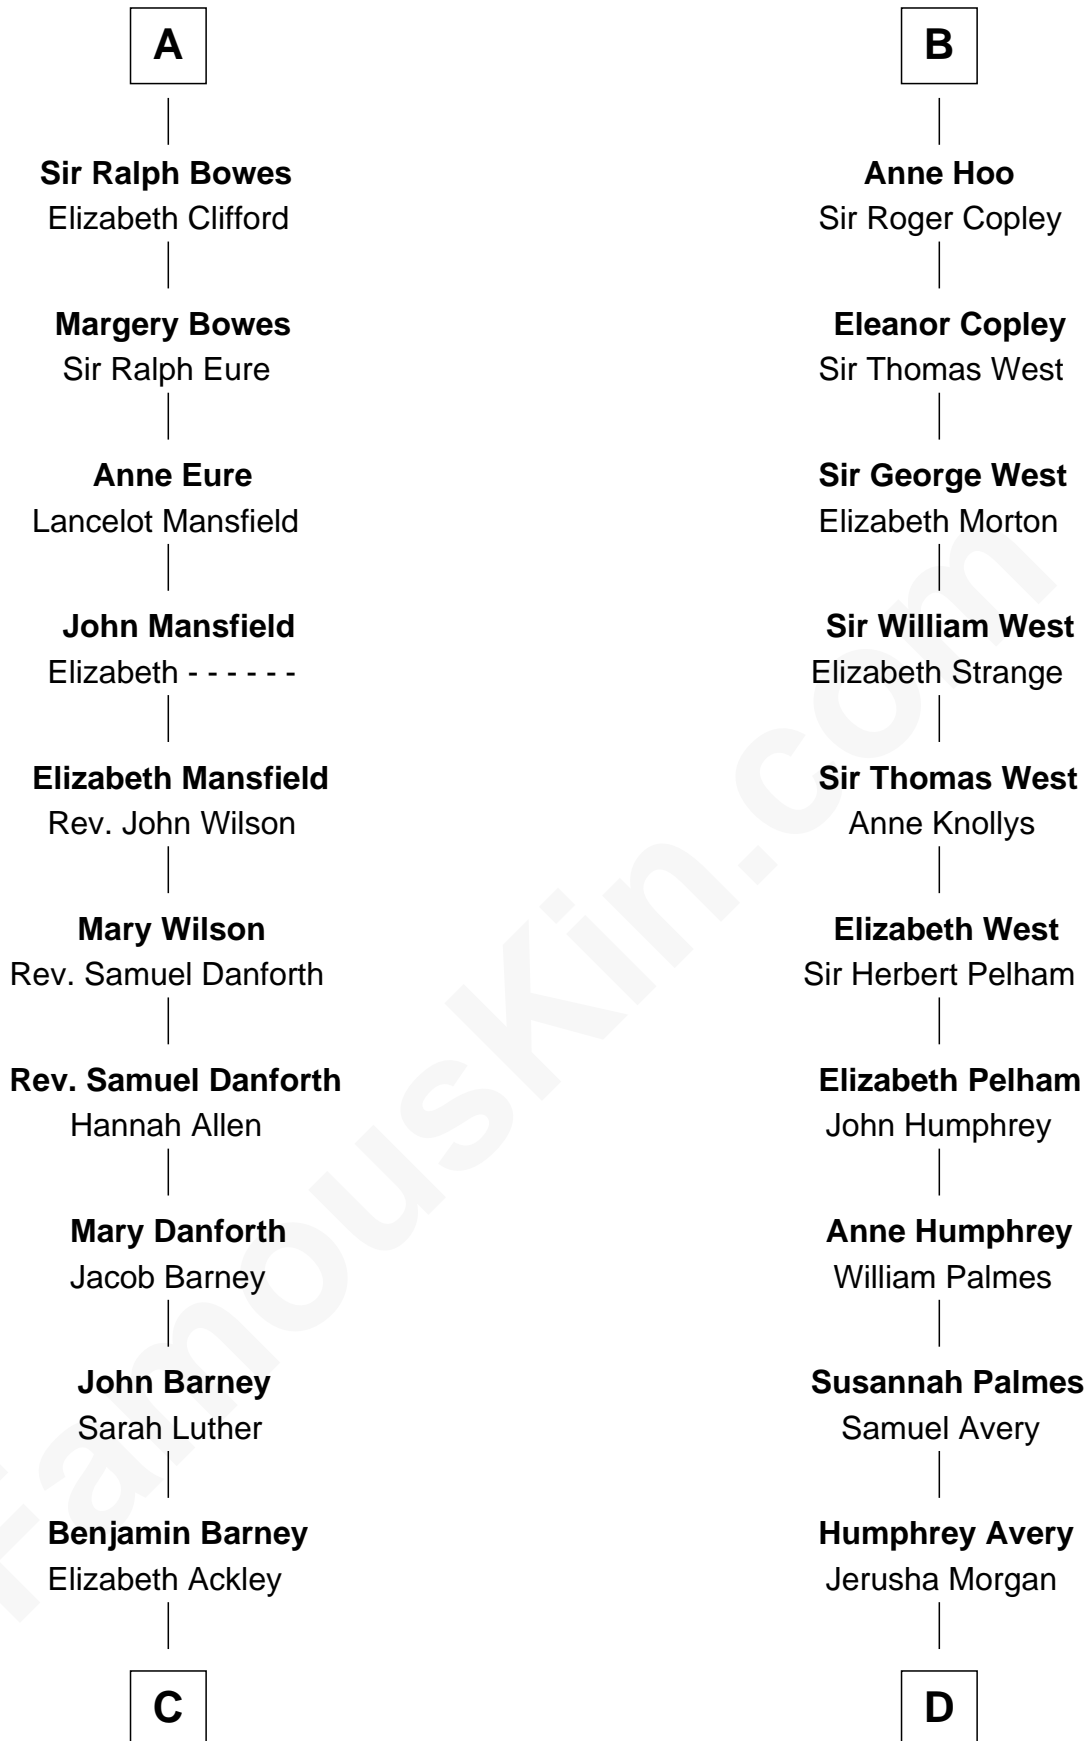 A
Sir Ralph Bowes
Elizabeth Clifford
Margery Bowes
Sir Ralph Eure
Anne Eure
Lancelot Mansfield
John Mansfield
Elizabeth - - - - - -
Elizabeth Mansfield
Rev. John Wilson
Mary Wilson
Rev. Samuel Danforth
Rev. Samuel Danforth
Hannah Allen
Mary Danforth
Jacob Barney
John Barney
Sarah Luther
Benjamin Barney
Elizabeth Ackley
C
B
Anne Hoo
Sir Roger Copley
Eleanor Copley
Sir Thomas West
Sir George West
Elizabeth Morton
Sir William West
Elizabeth Strange
Sir Thomas West
Anne Knollys
Elizabeth West
Sir Herbert Pelham
Elizabeth Pelham
John Humphrey
Anne Humphrey
William Palmes
Susannah Palmes
Samuel Avery
Humphrey Avery
Jerusha Morgan
D
FamousKin.com